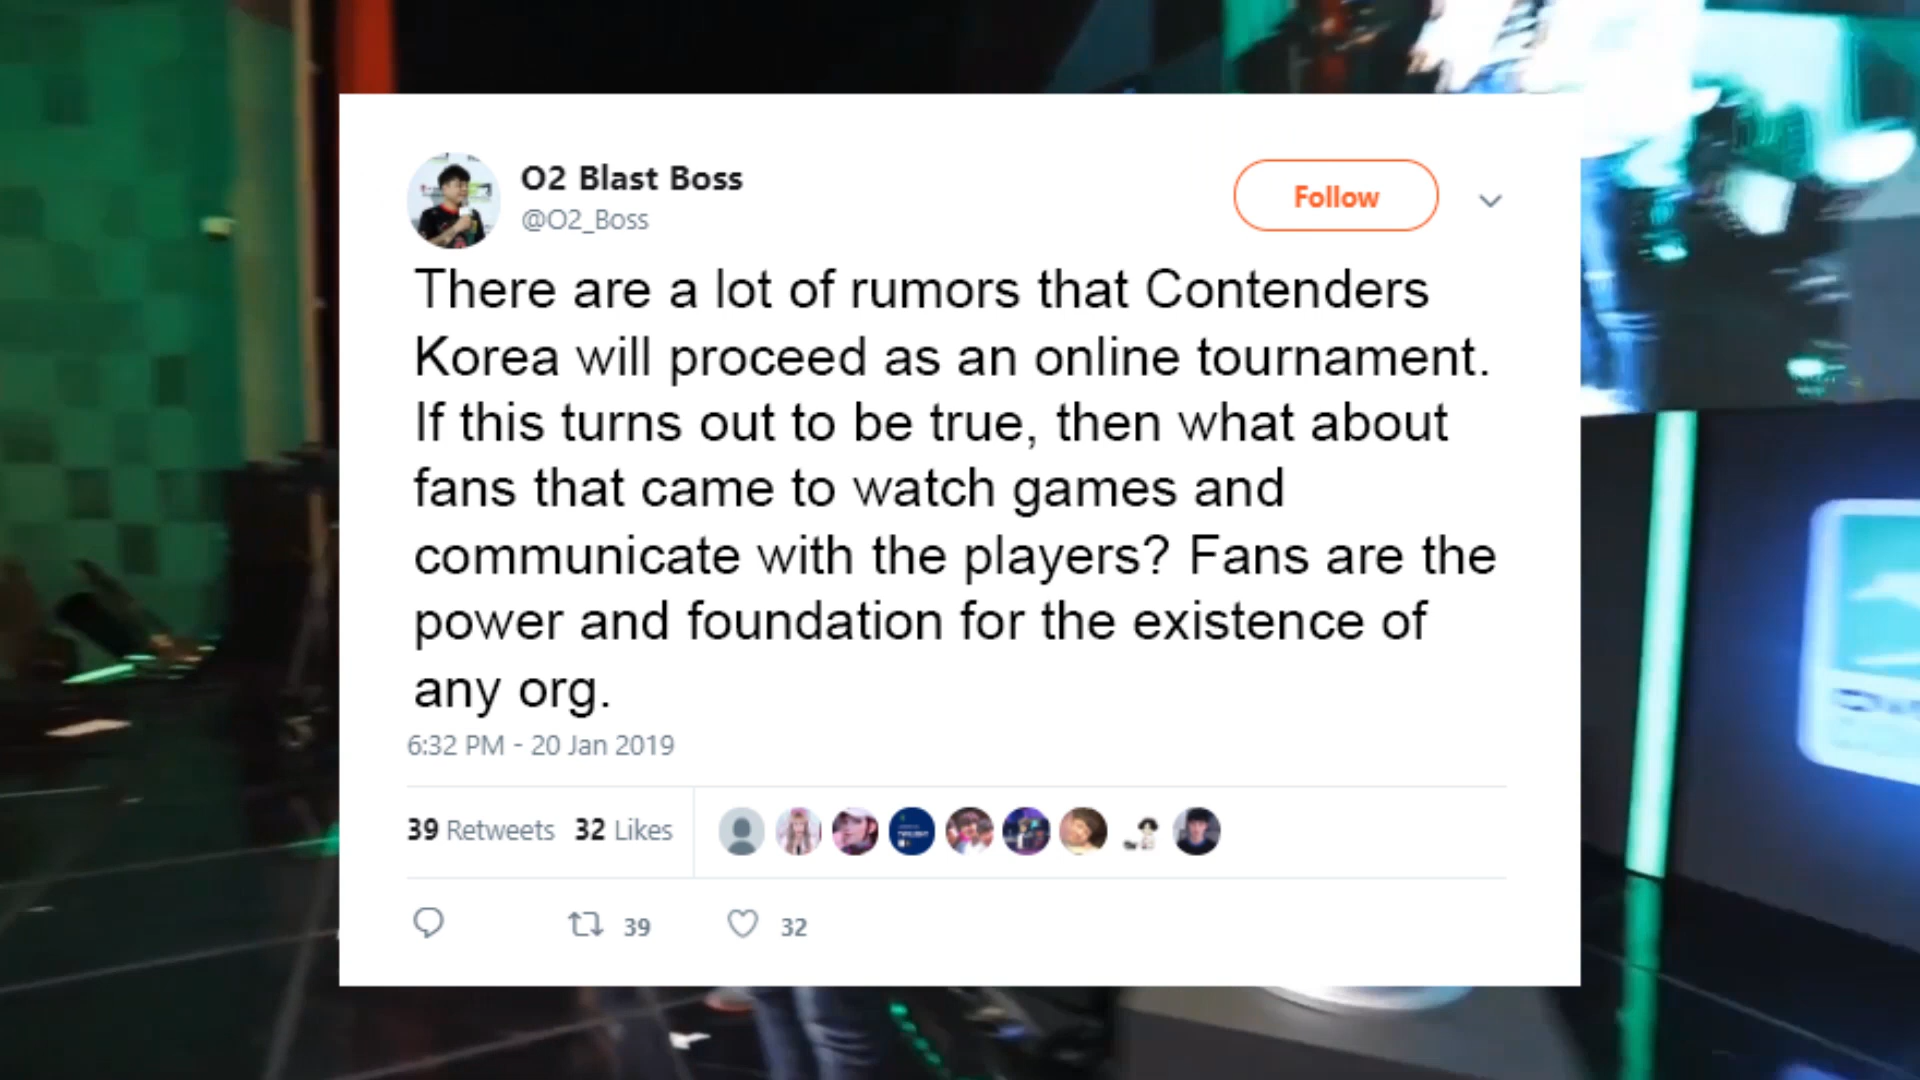 O2 Blast Boss
@O2_Boss
Follow
There are a lot of rumors that Contenders
Korea will proceed as an online tournament.
If this turns out to be true, then what about
fans that came to watch games and
communicate with the players? Fans are the
power and foundation for the existence of
any org.
6:32 PM - 20 Jan 2019
39 Retweets 32 Likes
39 32